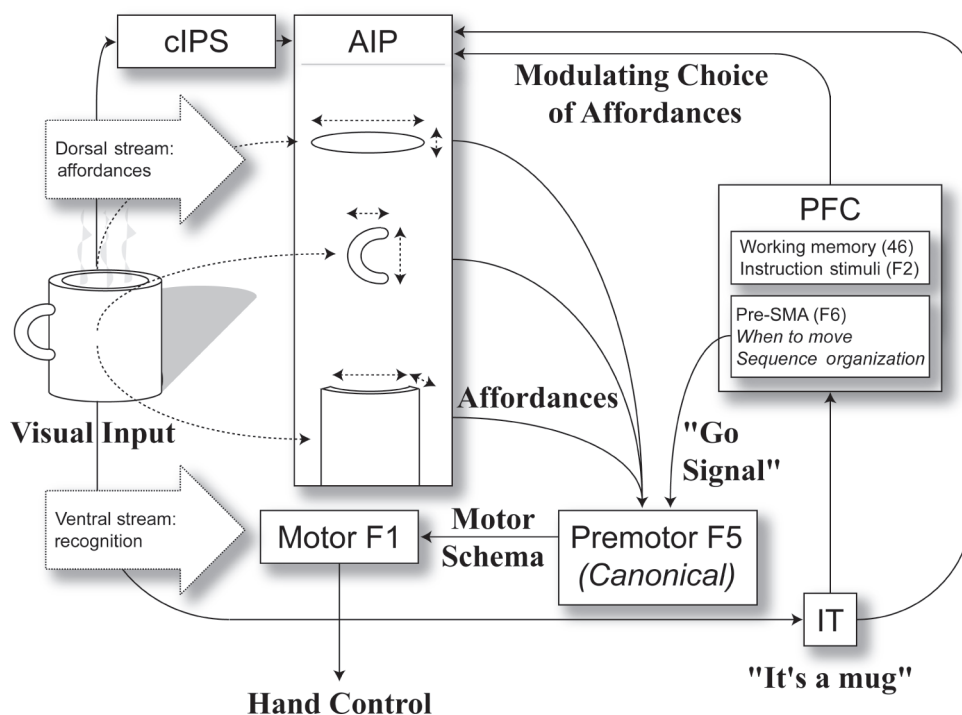 cIPS
AIP
Modulating Choice
of Affordances
Dorsal stream:
affordances
PFC
Working memory (46)
Instruction stimuli (F2)
Pre-SMA (F6)
When to move
Sequence organization
Visual Input
Affordances
"Go
Signal"
Ventral stream:
recognition
Motor F1
Motor
Schema
Premotor F5
(Canonical)
IT
"It's a mug"
Hand Control